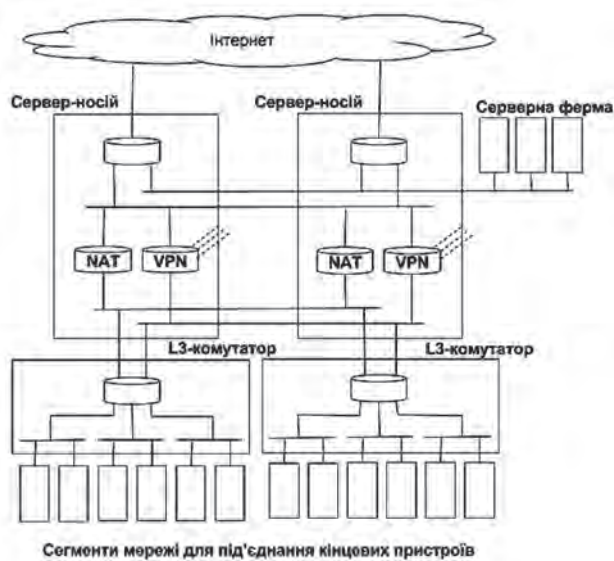 Інтернет
Сервер-носій
Сервер-носій
Серверна ферма
NAT
VPN
NAT
VPN
L3-комутатор
L3-комутатор
Сегменти мережі для під'єднання кінцевих пристроїв